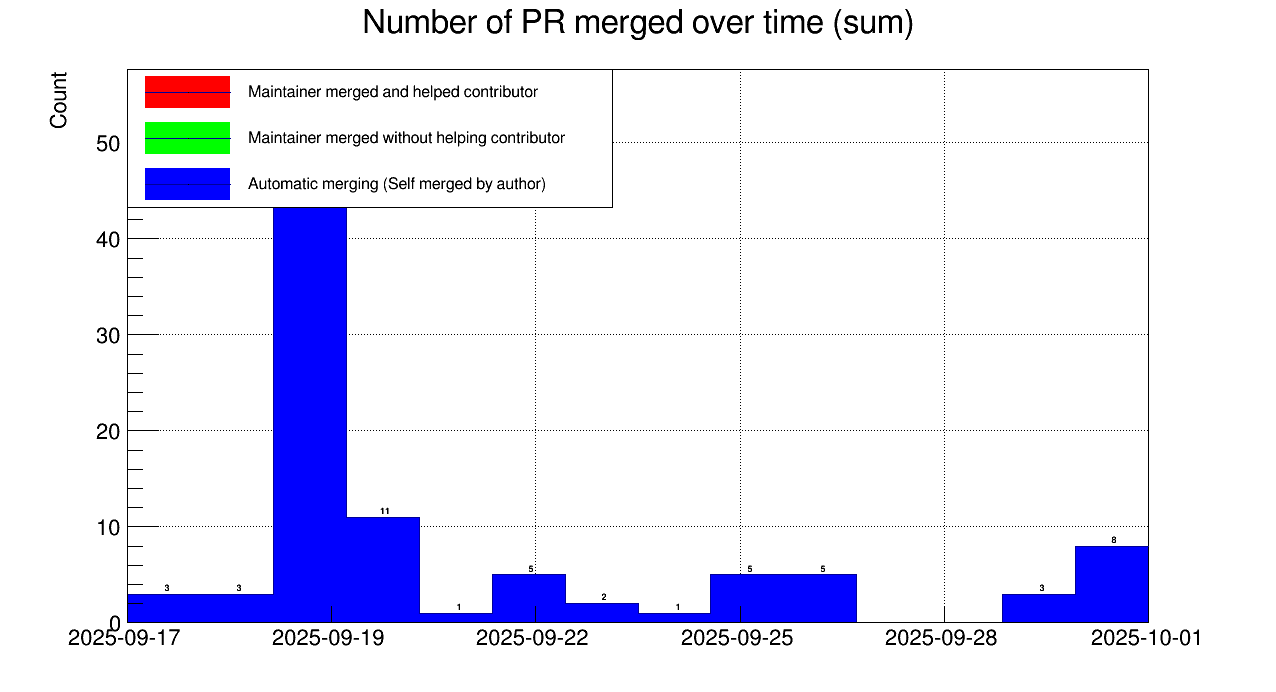 Number of PR merged over time (sum)
Count
Maintainer merged and helped contributor
Maintainer merged without helping contributor
Automatic merging (Self merged by author)
50
40
30
20
10
0
3 3 11 1 5 2 1 5 5 3 8
2025-09-17 2025-09-19 2025-09-22 2025-09-25 2025-09-28 2025-10-01